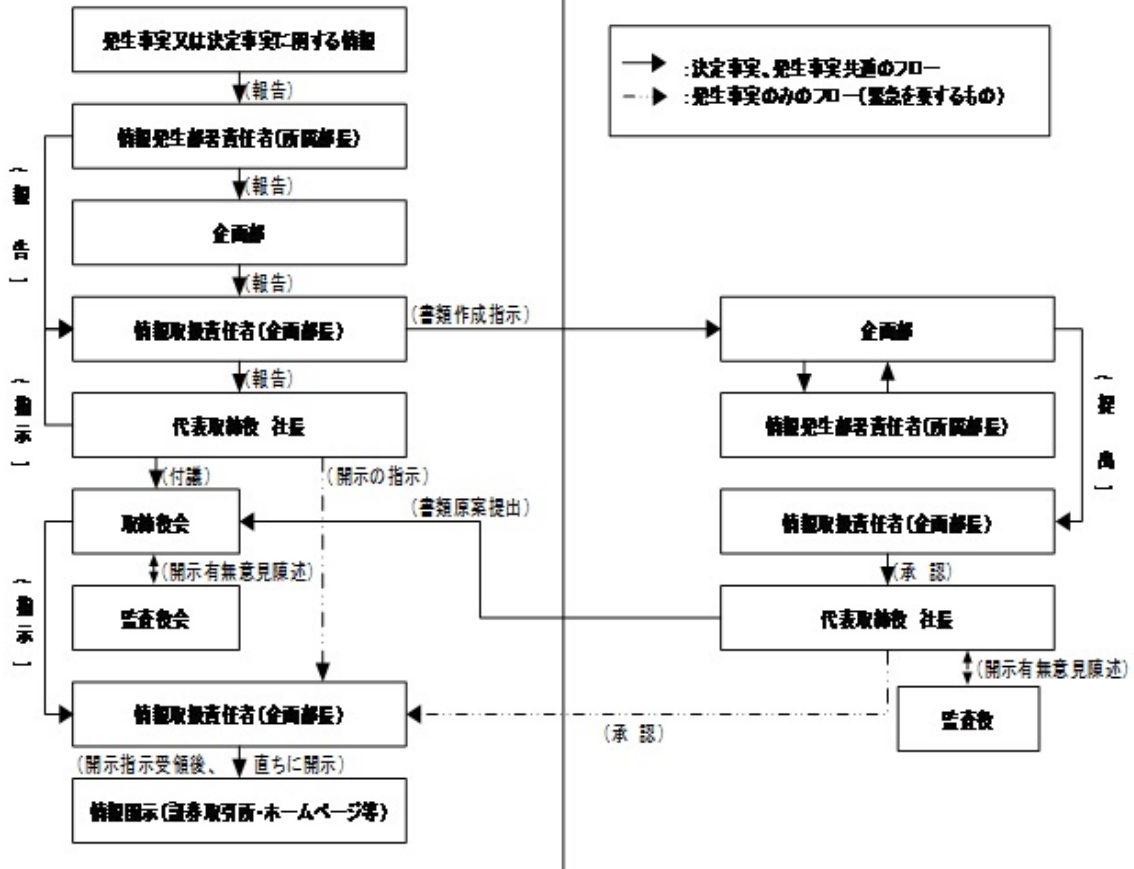 発生事実又は決定事実に関する情報
(報告)
情報発生部署責任者(所属部長)
(報告)
企画部
(報告)
情報取扱責任者(企画部長)
(報告)
代表取締役 社長
(報 告)
(指 示)
(付議)
(開示の指示)
取締役会
(開示有無意見陳述)
監査役会
(指 示)
情報取扱責任者(企画部長)
(開示指示受領後、 直ちに開示)
情報開示(証券取引所・ホームページ等)
:決定事実、発生事実共通のフロー
:発生事実のみのフロー(緊急を要するもの)
(書類作成指示)
企画部
情報発生部署責任者(所属部長)
(提 出)
情報取扱責任者(企画部長)
(承 認)
代表取締役 社長
(書類原案提出)
(開示有無意見陳述)
監査役
(承 認)